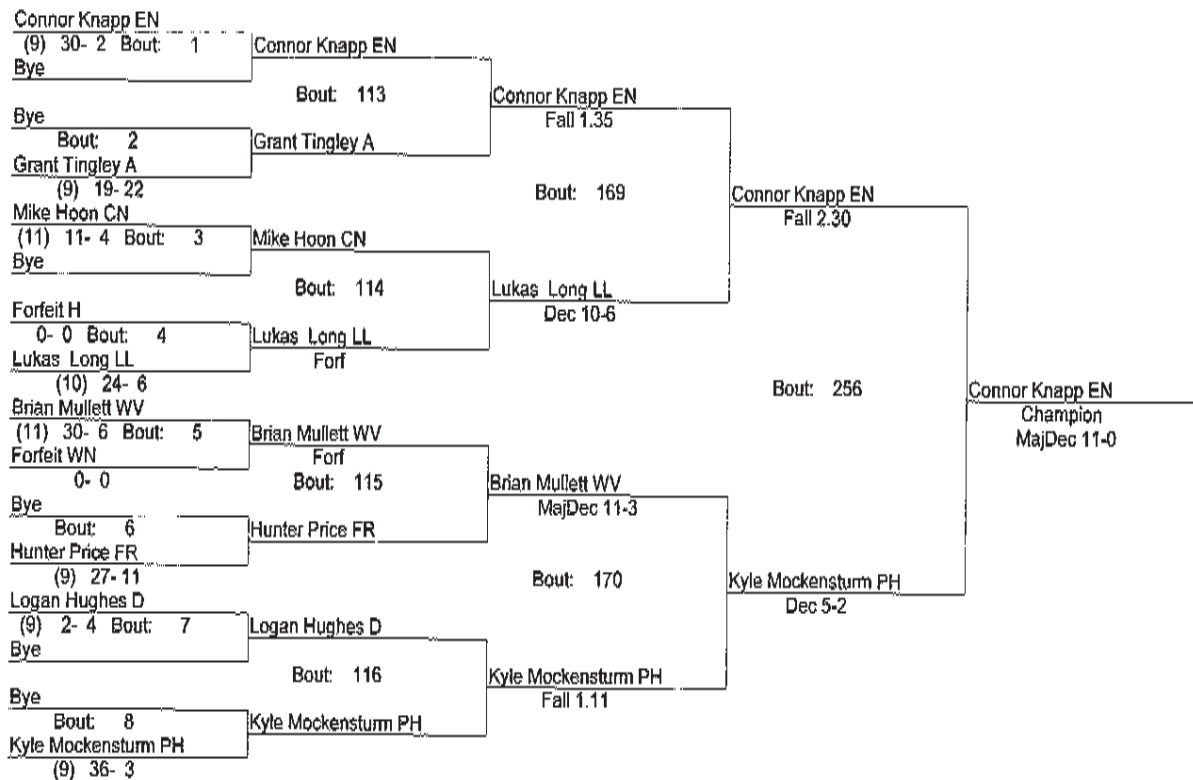 Connor Knapp EN
(9) 30- 2 Bout: 1
Bye
Bye
Bout: 2
Grant Tingley A
(9) 19- 22
Mike Hoon CN
(11) 11- 4 Bout: 3
Bye
Forfeit H
0- 0 Bout: 4
Lukas Long LL
(10) 24- 6
Brian Mullett WV
(11) 30- 6 Bout: 5
Forfeit WN
0- 0
Bye
Bout: 6
Hunter Price FR
(9) 27- 11
Logan Hughes D
(9) 2- 4 Bout: 7
Bye
Bye
Bout: 8
Kyle Mockensturm PH
(9) 36- 3
Connor Knapp EN
Bout: 113
Grant Tingley A
Mike Hoon CN
Bout: 114
Lukas Long LL
Forf
Brian Mullett WV
Forf
Bout: 115
Hunter Price FR
Logan Hughes D
Bout: 116
Kyle Mockensturm PH
Connor Knapp EN
Fall 1.35
Bout: 169
Lukas Long LL
Dec 10-6
Brian Mullett WV
MajDec 11-3
Bout: 170
Kyle Mockensturm PH
Fall 1.11
Connor Knapp EN
Fall 2.30
Bout: 256
Kyle Mockensturm PH
Dec 5-2
Connor Knapp EN
Champion
MajDec 11-0